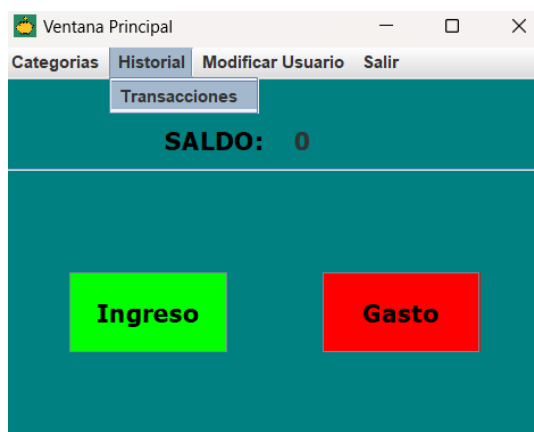 Ventana Principal
Categorias Historial Modificar Usuario Salir
Transacciones
SALDO: 0
Ingreso Gasto